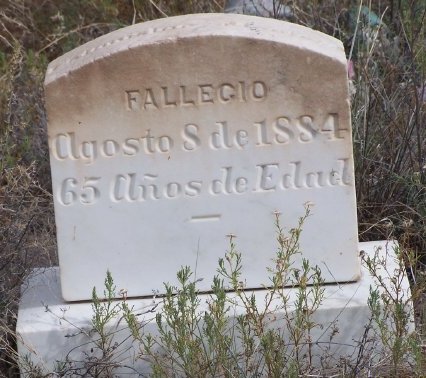 FALLECIO
Agosto 8 de 1884
65 Años de Edad